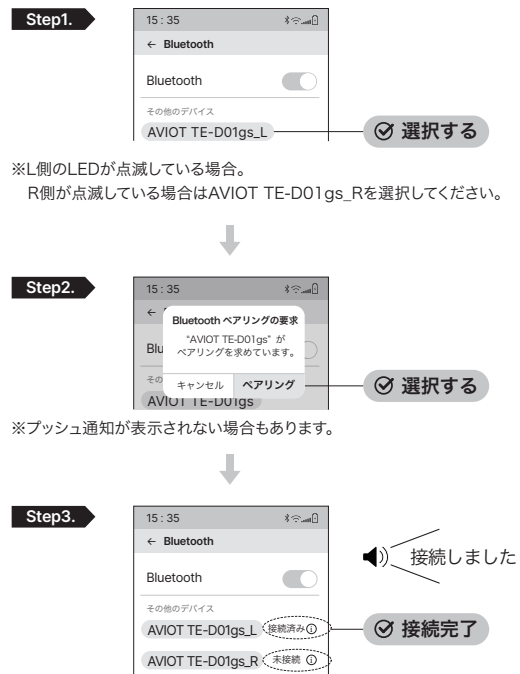 Step1.
15 : 35
← Bluetooth
Bluetooth
その他のデバイス
AVIOT TE-D01gs_L
選択する
※L側のLEDが点滅している場合。
R側が点滅している場合はAVIOT TE-D01gs_Rを選択してください。
Step2.
15 : 35
←
Bluetooth ペアリングの要求
"AVIOT TE-D01gs" が
ペアリングを求めています。
Blu
その
キャンセル ペアリング
選択する
AVIOT TE-D01gs
※プッシュ通知が表示されない場合もあります。
Step3.
15 : 35
← Bluetooth
接続しました
Bluetooth
その他のデバイス
AVIOT TE-D01gs_L 接続済み
接続完了
AVIOT TE-D01gs_R 未接続